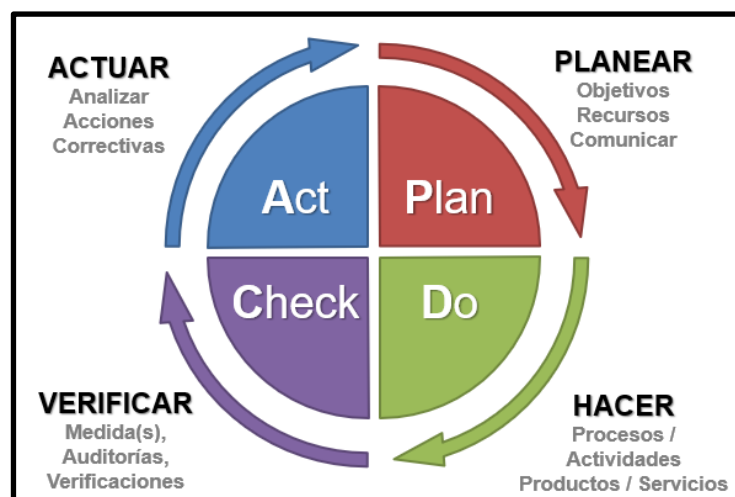 ACTUAR
Analizar
Acciones
Correctivas
PLANEAR
Objetivos
Recursos
Comunicar
Act
Plan
Check
Do
VERIFICAR
Medida(s),
Auditorías,
Verificaciones
HACER
Procesos /
Actividades
Productos / Servicios